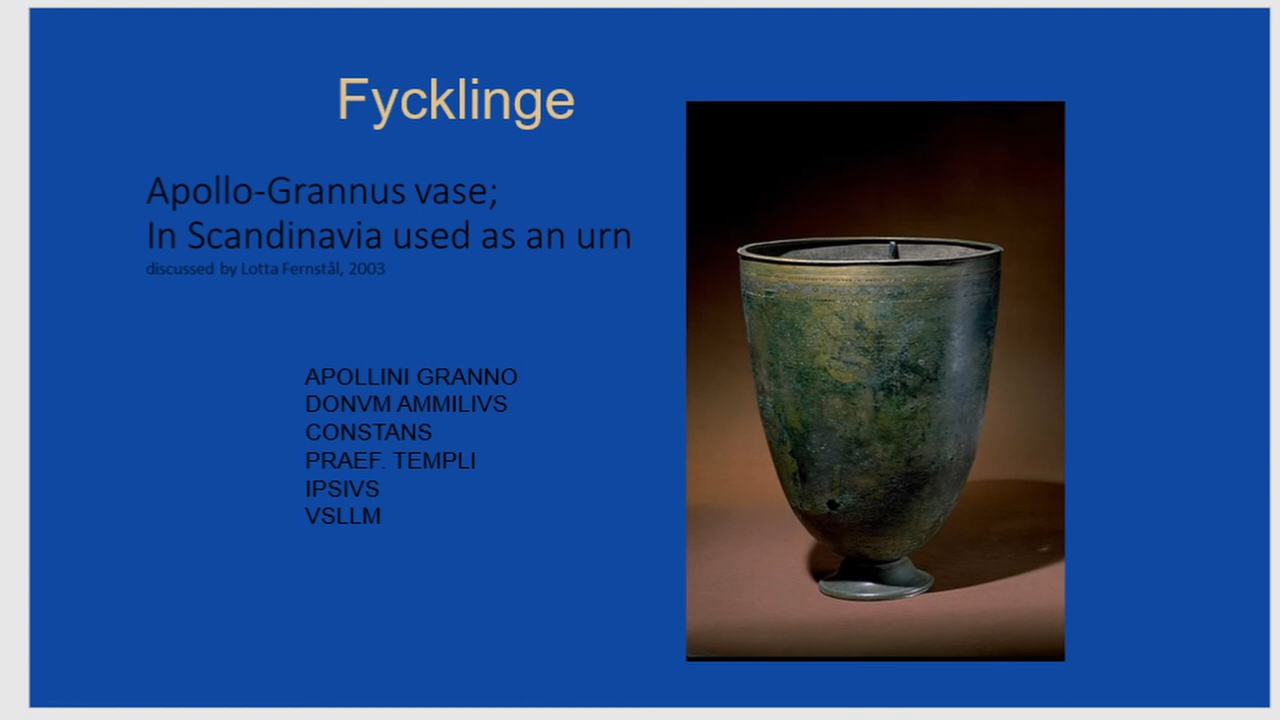 Fycklinge
Apollo-Grannus vase;
In Scandinavia used as an urn
discussed by Lotta Fernstål, 2003
APOLLINI GRANNO
DONVM AMMILIVS
CONSTANS
PRAEF. TEMPLI
IPSIVS
VSLLM